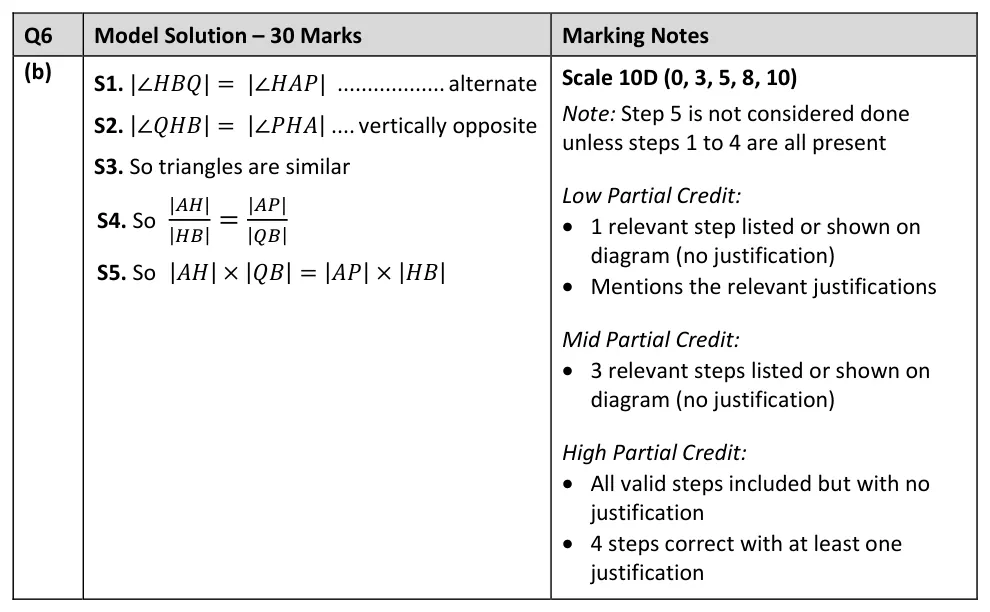 Q6 Model Solution – 30 Marks Marking Notes
(b)
S1. |∠HBQ| = |∠HAP| ................... alternate
S2. |∠QHB| = |∠PHA| .... vertically opposite
S3. So triangles are similar
S4. So |AH|/|HB| = |AP|/|QB|
S5. So |AH| × |QB| = |AP| × |HB|
Scale 10D (0, 3, 5, 8, 10)
Note: Step 5 is not considered done
unless steps 1 to 4 are all present
Low Partial Credit:
• 1 relevant step listed or shown on
diagram (no justification)
• Mentions the relevant justifications
Mid Partial Credit:
• 3 relevant steps listed or shown on
diagram (no justification)
High Partial Credit:
• All valid steps included but with no
justification
• 4 steps correct with at least one
justification